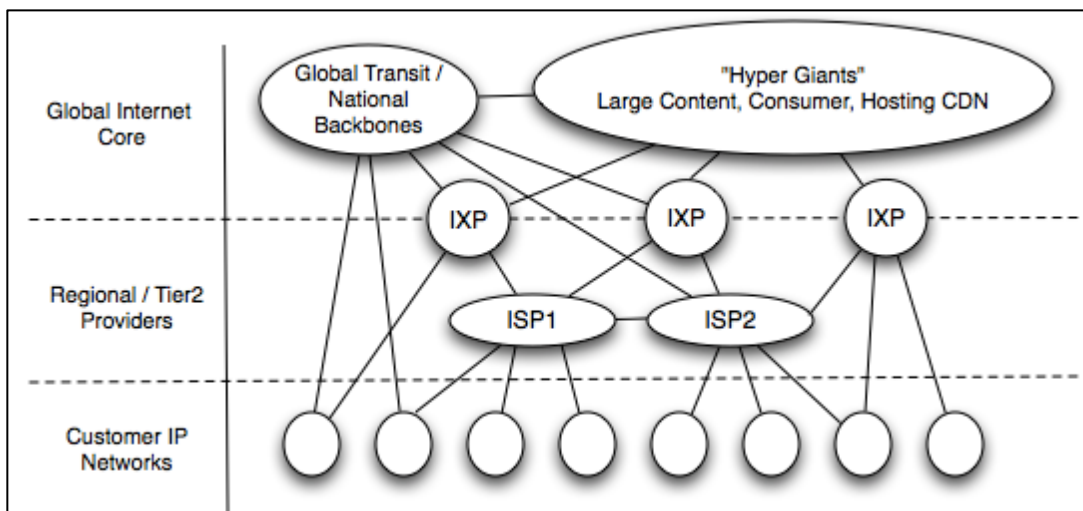 Global Internet
Core
Global Transit /
National
Backbones
"Hyper Giants"
Large Content, Consumer, Hosting CDN
IXP
IXP
IXP
Regional / Tier2
Providers
ISP1
ISP2
Customer IP
Networks